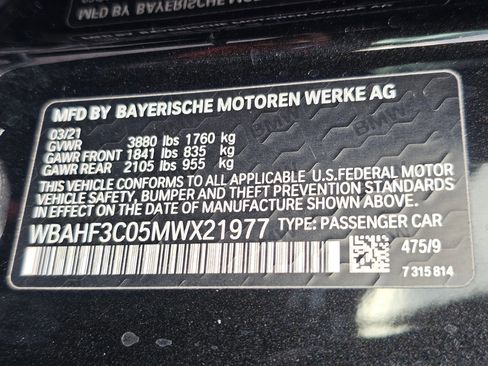 MFD BY BAYERISCHE MOTOREN WERKE AG
03/21
GVWR 3880 lbs 1760 kg
GAWR FRONT 1841 lbs 835 kg
GAWR REAR 2105 lbs 955 kg
THIS VEHICLE CONFORMS TO ALL APPLICABLE U.S.FEDERAL MOTOR
VEHICLE SAFETY, BUMPER AND THEFT PREVENTION STANDARDS IN
EFFECT ON THE DATE OF MANUFACTURE SHOWN ABOVE.
WBAHF3C05MWX21977 TYPE: PASSENGER CAR
475/9
7 315 814